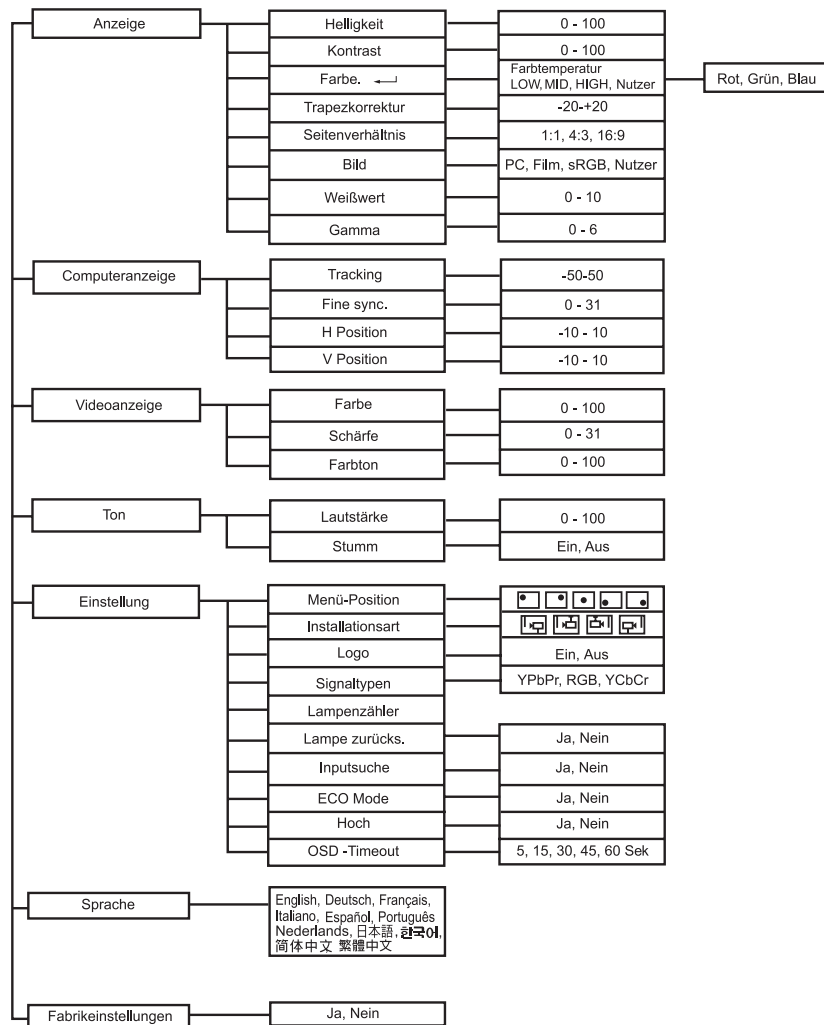 Anzeige
Helligkeit
0 - 100
Kontrast
0 - 100
Farbe.
Farbtemperatur
LOW, MID, HIGH, Nutzer
Rot, Grün, Blau
Trapezkorrektur
-20-+20
Seitenverhältnis
1:1, 4:3, 16:9
Bild
PC, Film, sRGB, Nutzer
Weißwert
0 - 10
Gamma
0 - 6
Computeranzeige
Tracking
-50-50
Fine sync.
0 - 31
H Position
-10 - 10
V Position
-10 - 10
Videoanzeige
Farbe
0 - 100
Schärfe
0 - 31
Farbton
0 - 100
Ton
Lautstärke
0 - 100
Stumm
Ein, Aus
Einstellung
Menü-Position
Installationsart
Logo
Ein, Aus
Signaltypen
YPbPr, RGB, YCbCr
Lampenzähler
Lampe zurücks.
Ja, Nein
Inputsuche
Ja, Nein
ECO Mode
Ja, Nein
Hoch
Ja, Nein
OSD -Timeout
5, 15, 30, 45, 60 Sek
Sprache
English, Deutsch, Français,
Italiano, Español, Português
Nederlands, 日本語, 한국어,
简体中文 繁體中文
Fabrikeinstellungen
Ja, Nein